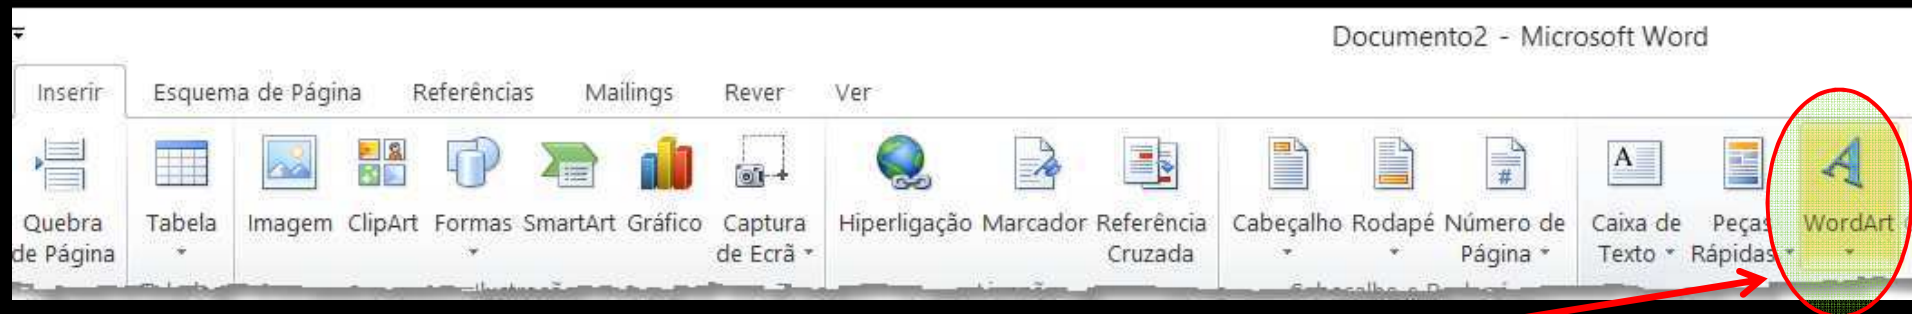 Documento2 - Microsoft Word
Inserir Esquema de Página Referências Mailings Rever Ver
A
#
A
A
Quebra Tabela Imagem ClipArt Formas SmartArt Gráfico Captura Hiperligação Marcador Referência Cabeçalho Rodapé Número de Caixa de Peças WordArt
de Página de Ecrã Cruzada Página Texto Rápidas